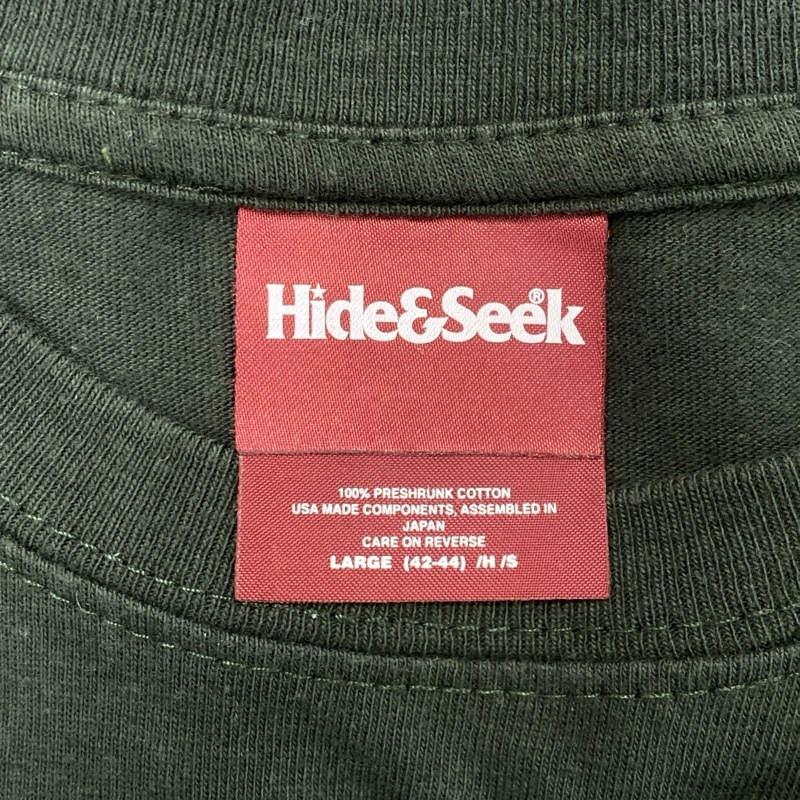 Hide&Seek®
100% PRESHRUNK COTTON
USA MADE COMPONENTS, ASSEMBLED IN
JAPAN
CARE ON REVERSE
LARGE (42-44) /H /S